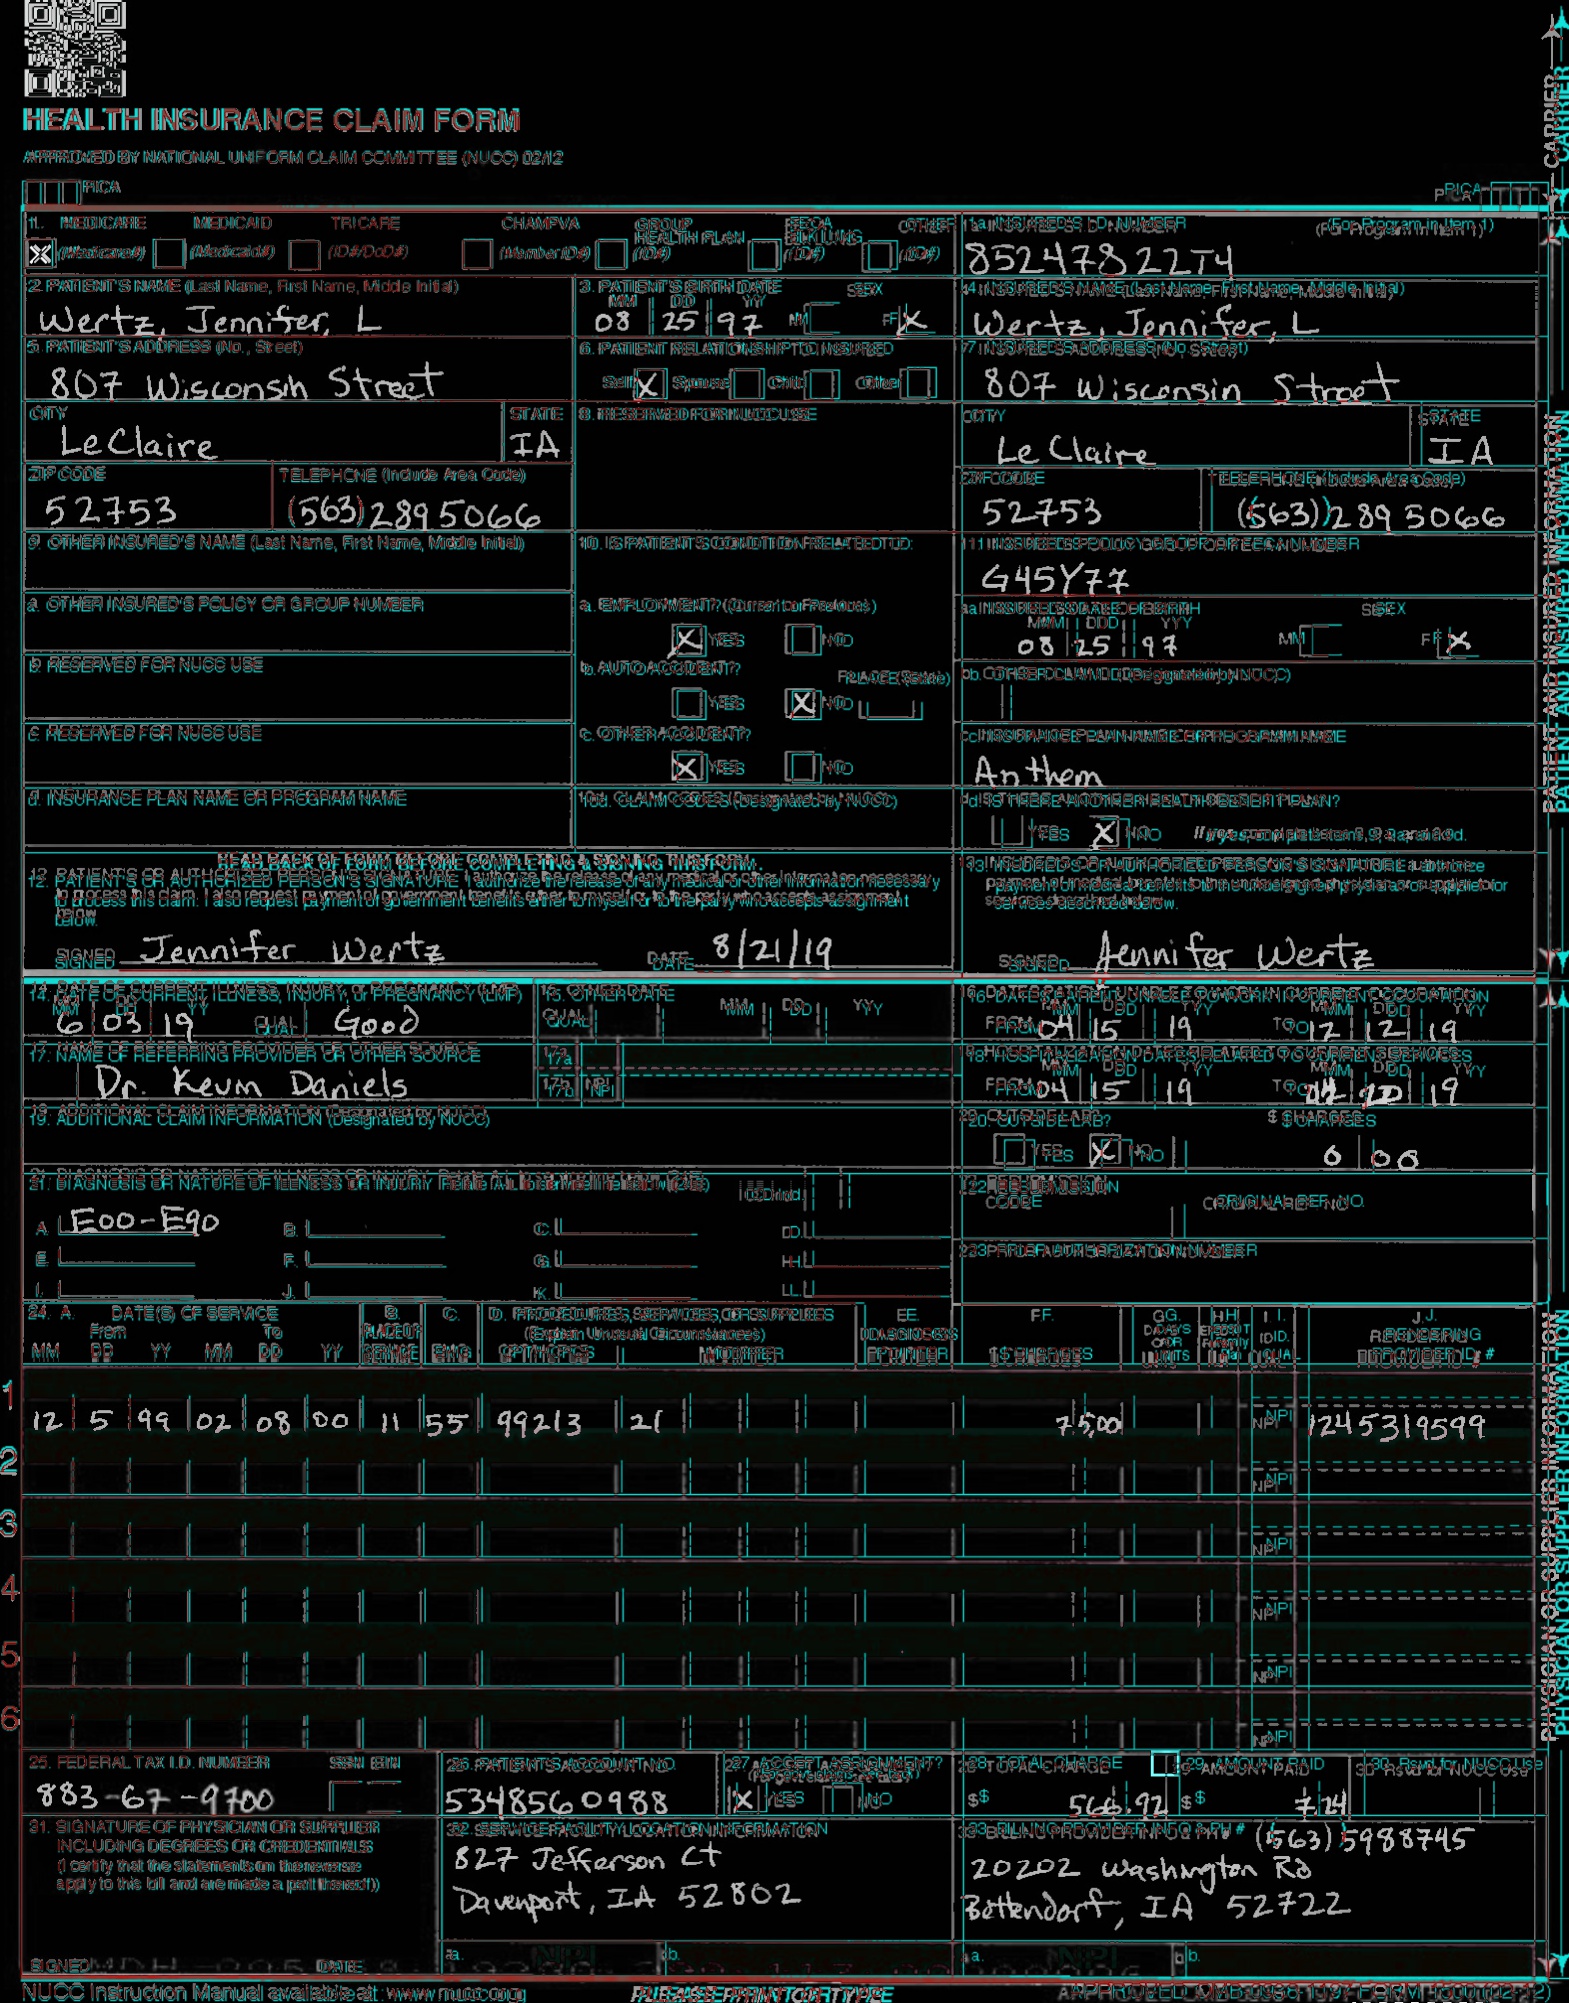 HEALTH INSURANCE CLAIM FORM
APPROVED BY NATIONAL UNIFORM CLAIM COMMITTEE (NUCC) 02/12
PICA PICA
CARRIER
1. MEDICARE MEDICAID TRICARE CHAMPVA GROUP HEALTH PLAN FECA BLK LUNG OTHER 1a. INSURED'S I.D. NUMBER (For Program in Item 1)
X (Medicare#) (Medicaid#) (ID#/DoD#) (Member ID#) (ID#) (ID#) (ID#) 85247822T4
2. PATIENT'S NAME (Last Name, First Name, Middle Initial) 3. PATIENT'S BIRTH DATE SEX 4. INSURED'S NAME (Last Name, First Name, Middle Initial)
MM DD YY
Wertz, Jennifer, L 08 25 97 M F X Wertz, Jennifer, L
5. PATIENT'S ADDRESS (No., Street) 6. PATIENT RELATIONSHIP TO INSURED 7. INSURED'S ADDRESS (No., Street)
807 Wisconsin Street Self X Spouse Child Other 807 Wisconsin Street
CITY STATE 8. RESERVED FOR NUCC USE CITY STATE
LeClaire IA Le Claire IA
ZIP CODE TELEPHONE (Include Area Code) ZIP CODE TELEPHONE (Include Area Code)
52753 (563) 289 5066 52753 (563) 289 5066
9. OTHER INSURED'S NAME (Last Name, First Name, Middle Initial) 10. IS PATIENT'S CONDITION RELATED TO: 11. INSURED'S POLICY GROUP OR FECA NUMBER
G45Y77
a. OTHER INSURED'S POLICY OR GROUP NUMBER a. EMPLOYMENT? (Current or Previous) a. INSURED'S DATE OF BIRTH SEX
MM DD YY
X YES NO 08 25 97 M F X
b. RESERVED FOR NUCC USE b. AUTO ACCIDENT? PLACE (State) b. OTHER CLAIM ID (Designated by NUCC)
YES X NO
c. RESERVED FOR NUCC USE c. OTHER ACCIDENT? c. INSURANCE PLAN NAME OR PROGRAM NAME
X YES NO Anthem
d. INSURANCE PLAN NAME OR PROGRAM NAME 10d. CLAIM CODES (Designated by NUCC) d. IS THERE ANOTHER HEALTH BENEFIT PLAN?
YES X NO If yes, complete items 9, 9a, and 9d.
READ BACK OF FORM BEFORE COMPLETING & SIGNING THIS FORM.
12. PATIENT'S OR AUTHORIZED PERSON'S SIGNATURE I authorize the release of any medical or other information necessary
to process this claim. I also request payment of government benefits either to myself or to the party who accepts assignment
below.
13. INSURED'S OR AUTHORIZED PERSON'S SIGNATURE I authorize
payment of medical benefits to the undersigned physician or supplier for
services described below.
SIGNED Jennifer Wertz DATE 8/21/19 SIGNED Jennifer Wertz
PATIENT AND INSURED INFORMATION
14. DATE OF CURRENT ILLNESS, INJURY, or PREGNANCY (LMP) 15. OTHER DATE 16. DATES PATIENT UNABLE TO WORK IN CURRENT OCCUPATION
MM DD YY QUAL. MM DD YY MM DD YY MM DD YY
6 03 19 QUAL. Good FROM 04 15 19 TO 12 12 19
17. NAME OF REFERRING PROVIDER OR OTHER SOURCE 17a. 18. HOSPITALIZATION DATES RELATED TO CURRENT SERVICES
MM DD YY MM DD YY
Dr. Kevin Daniels 17b. NPI FROM 04 15 19 TO 19
19. ADDITIONAL CLAIM INFORMATION (Designated by NUCC) 20. OUTSIDE LAB? $ CHARGES
YES X NO 0 00
21. DIAGNOSIS OR NATURE OF ILLNESS OR INJURY Relate A-L to service line below (24E) ICD Ind. 22. RESUBMISSION CODE ORIGINAL REF. NO.
A. E00-E90 B. C. D.
E. F. G. H. 23. PRIOR AUTHORIZATION NUMBER
I. J. K. L.
24. A. DATE(S) OF SERVICE B. C. D. PROCEDURES, SERVICES, OR SUPPLIES E. F. G. H. I. J.
From To PLACE OF SERVICE EMG (Explain Unusual Circumstances) DIAGNOSIS POINTER $ CHARGES DAYS OR UNITS EPSDT Family Plan ID. QUAL. RENDERING PROVIDER ID. #
MM DD YY MM DD YY CPT/HCPCS MODIFIER
1 12 5 99 02 08 00 11 55 99213 21 75,00 NPI 1245319599
2 NPI
3 NPI
4 NPI
5 NPI
6 NPI
25. FEDERAL TAX I.D. NUMBER SSN EIN 26. PATIENT'S ACCOUNT NO. 27. ACCEPT ASSIGNMENT? 28. TOTAL CHARGE 29. AMOUNT PAID 30. Rsvd for NUCC Use
(For govt. claims, see back)
883-67-9700 5348560988 X YES NO $ 566.92 $ 7.24
31. SIGNATURE OF PHYSICIAN OR SUPPLIER
INCLUDING DEGREES OR CREDENTIALS
(I certify that the statements on the reverse
apply to this bill and are made a part thereof.)
SIGNED DATE
32. SERVICE FACILITY LOCATION INFORMATION
827 Jefferson Ct
Davenport, IA 52802
a. NPI b.
33. BILLING PROVIDER INFO & PH # (563) 5988745
20202 Washington Rd
Bettendorf, IA 52722
a. b.
PHYSICIAN OR SUPPLIER INFORMATION
NUCC Instruction Manual available at: www.nucc.org PLEASE PRINT OR TYPE APPROVED OMB-0938-1197 FORM 1500 (02-12)